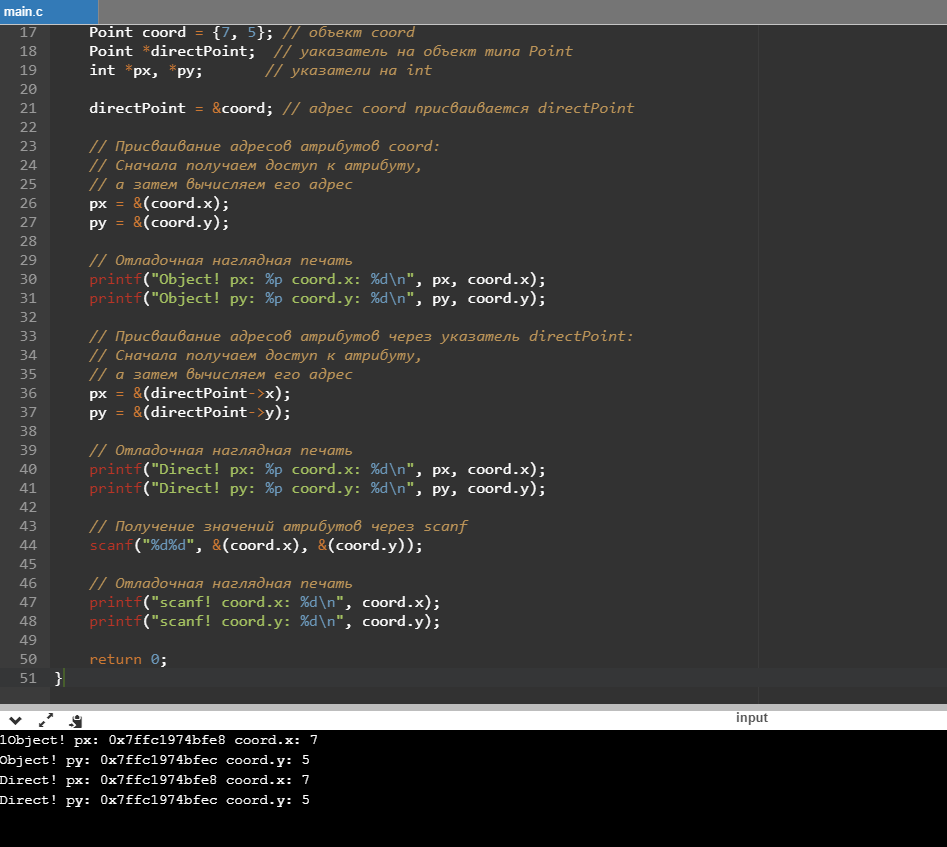 main.c
17 Point coord = {7, 5}; // объект coord
18 Point *directPoint; // уаказатель на объект типа Point
19 int *px, *py; // указатели на int
20
21 directPoint = &coord; // адрес coord присваивается directPoint
22
23 // Присваивание адресов атрибутов coord:
24 // Сначала получаем доступ к атрибуту,
25 // а затем вычисляем его адрес
26 px = &(coord.x);
27 py = &(coord.y);
28
29 // Отладочная наглядная печать
30 printf("Object! px: %p coord.x: %d\n", px, coord.x);
31 printf("Object! py: %p coord.y: %d\n", py, coord.y);
32
33 // Присваивание адресов атрибутов через указатель directPoint:
34 // Сначала получаем доступ к атрибуту,
35 // а затем вычисляем его адрес
36 px = &(directPoint->x);
37 py = &(directPoint->y);
38
39 // Отладочная наглядная печать
40 printf("Direct! px: %p coord.x: %d\n", px, coord.x);
41 printf("Direct! py: %p coord.y: %d\n", py, coord.y);
42
43 // Получение значений атрибутов через scanf
44 scanf("%d%d", &(coord.x), &(coord.y));
45
46 // Отладочная наглядная печать
47 printf("scanf! coord.x: %d\n", coord.x);
48 printf("scanf! coord.y: %d\n", coord.y);
49
50 return 0;
51 }
input
1Object! px: 0x7ffc1974bfe8 coord.x: 7
Object! py: 0x7ffc1974bfec coord.y: 5
Direct! px: 0x7ffc1974bfe8 coord.x: 7
Direct! py: 0x7ffc1974bfec coord.y: 5